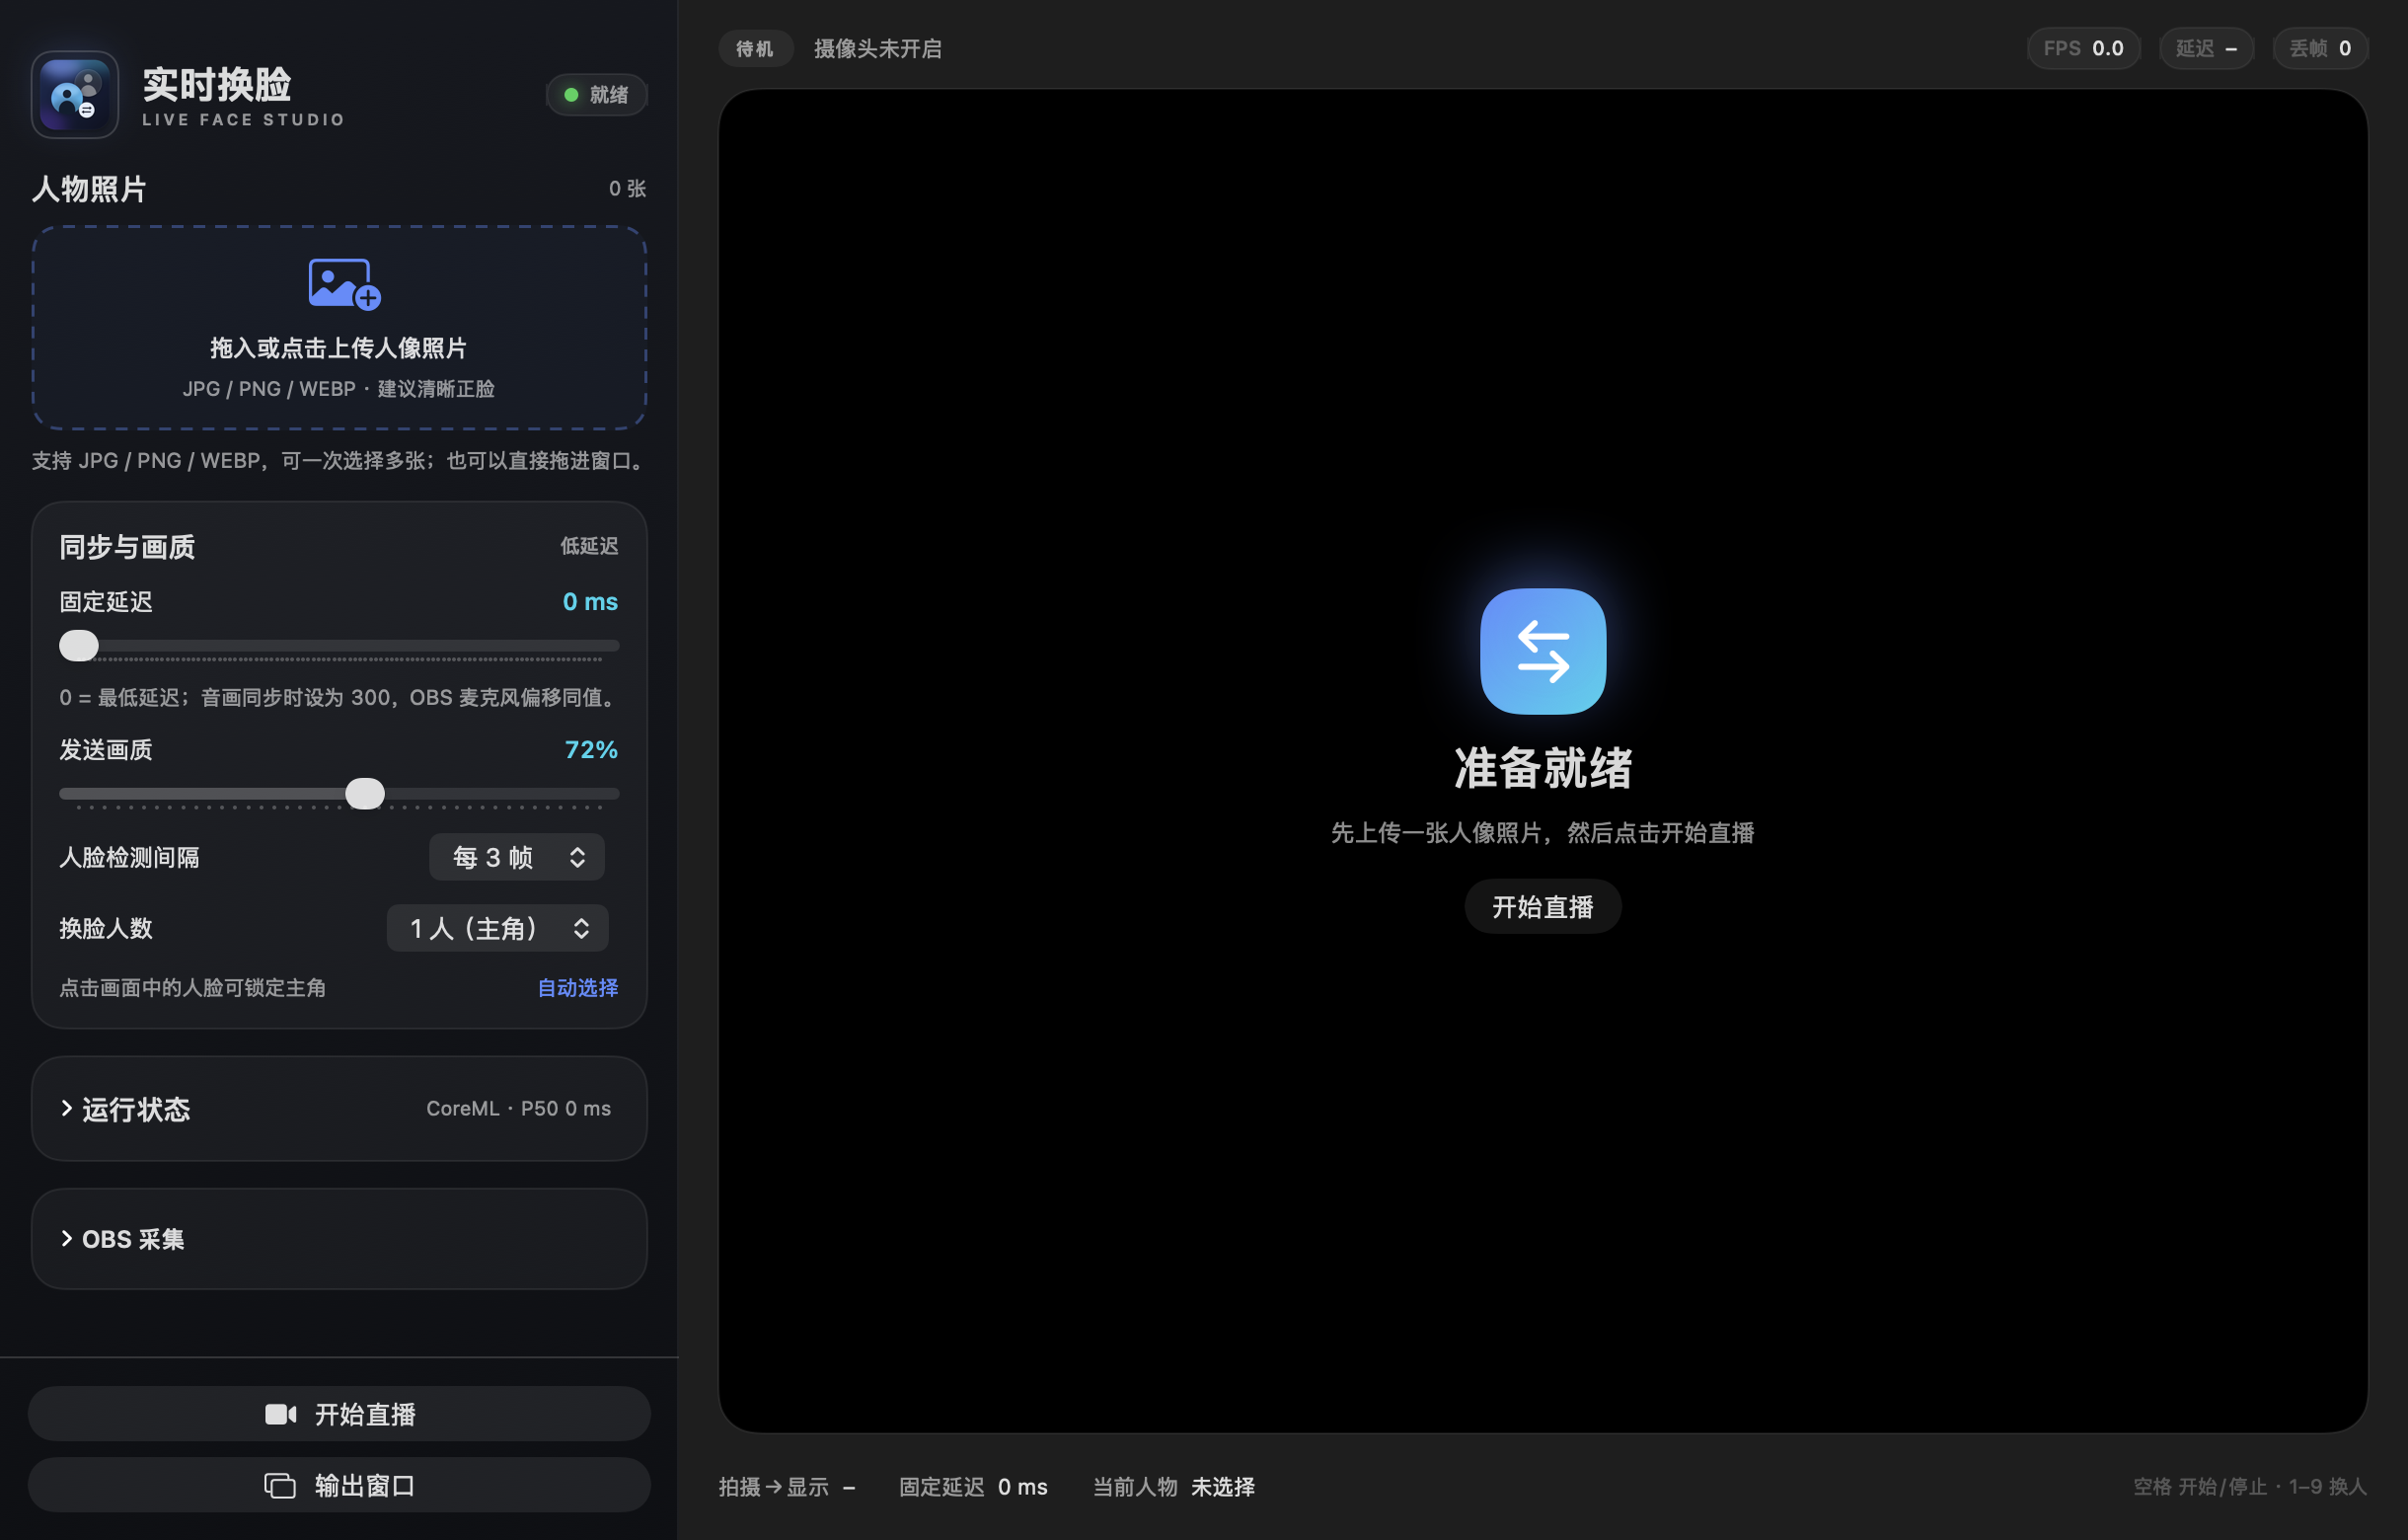 实时换脸
LIVE FACE STUDIO
就绪
人物照片
0 张
拖入或点击上传人像照片
JPG / PNG / WEBP · 建议清晰正脸
支持 JPG / PNG / WEBP，可一次选择多张；也可以直接拖进窗口。
同步与画质
低延迟
固定延迟
0 ms
0 = 最低延迟；音画同步时设为 300，OBS 麦克风偏移同值。
发送画质
72%
人脸检测间隔
每 3 帧
换脸人数
1 人（主角）
点击画面中的人脸可锁定主角
自动选择
运行状态
CoreML · P50 0 ms
OBS 采集
开始直播
输出窗口
待机
摄像头未开启
FPS 0.0
延迟 –
丢帧 0
准备就绪
先上传一张人像照片，然后点击开始直播
开始直播
拍摄→显示 –
固定延迟 0 ms
当前人物 未选择
空格 开始/停止 · 1–9 换人